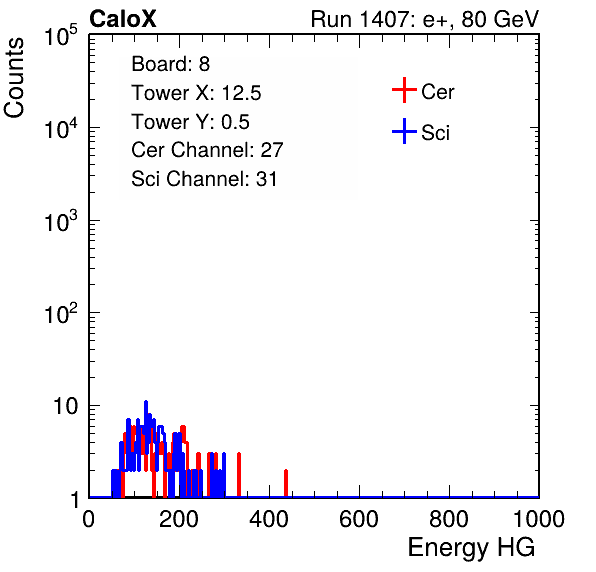 CaloX Run 1407: e+, 80 GeV
Counts
Board: 8
Tower X: 12.5
Tower Y: 0.5
Cer Channel: 27
Sci Channel: 31
Cer
Sci
10^5
10^4
10^3
10^2
10
1
0 200 400 600 800 1000
Energy HG